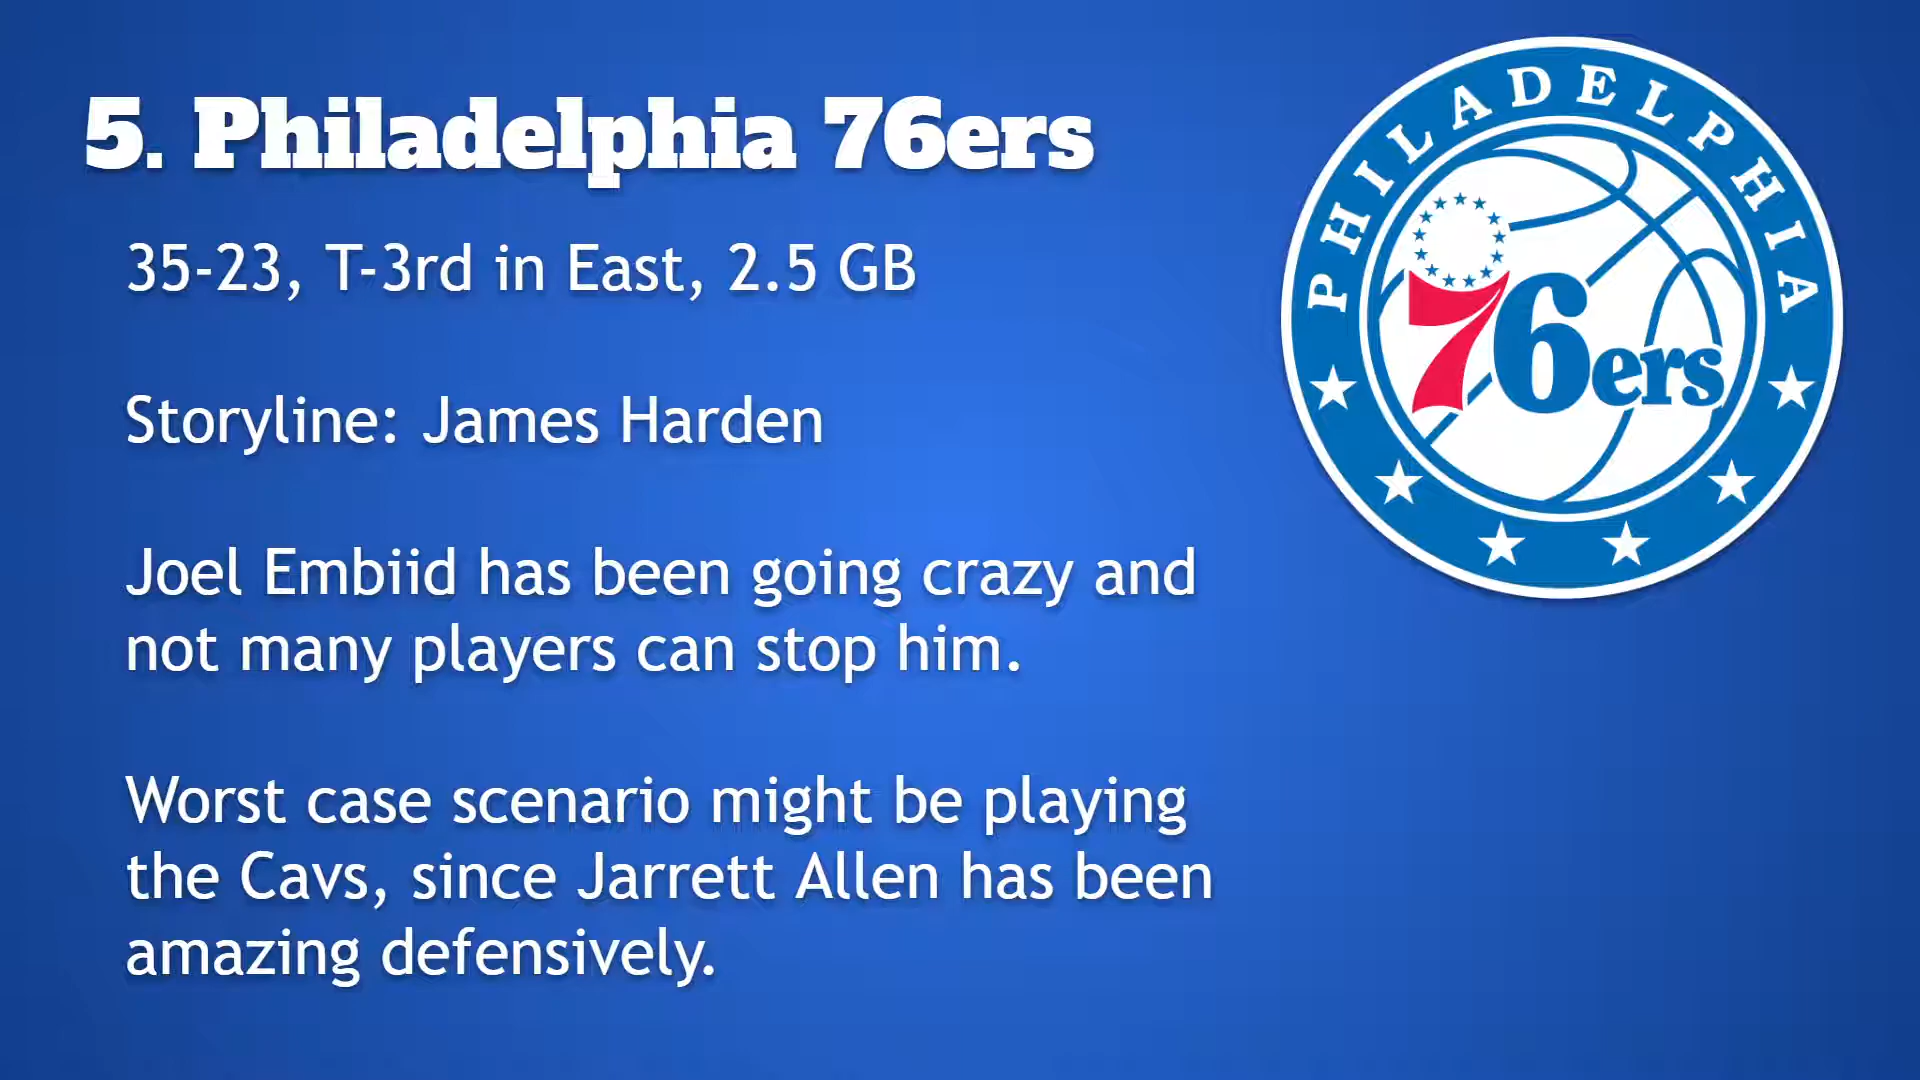 5. Philadelphia 76ers
35-23, T-3rd in East, 2.5 GB
Storyline: James Harden
Joel Embiid has been going crazy and
not many players can stop him.
Worst case scenario might be playing
the Cavs, since Jarrett Allen has been
amazing defensively.
PHILADELPHIA
76ers